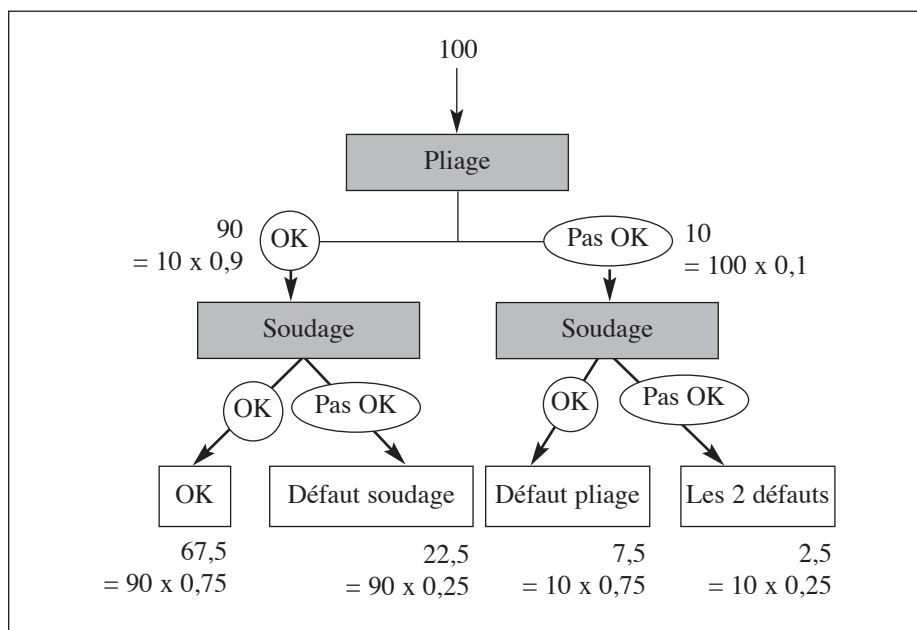 100
Pliage
90
= 10 x 0,9
OK
Pas OK
10
= 100 x 0,1
Soudage
Soudage
OK
Pas OK
OK
Pas OK
OK
Défaut soudage
Défaut pliage
Les 2 défauts
67,5
= 90 x 0,75
22,5
= 90 x 0,25
7,5
= 10 x 0,75
2,5
= 10 x 0,25